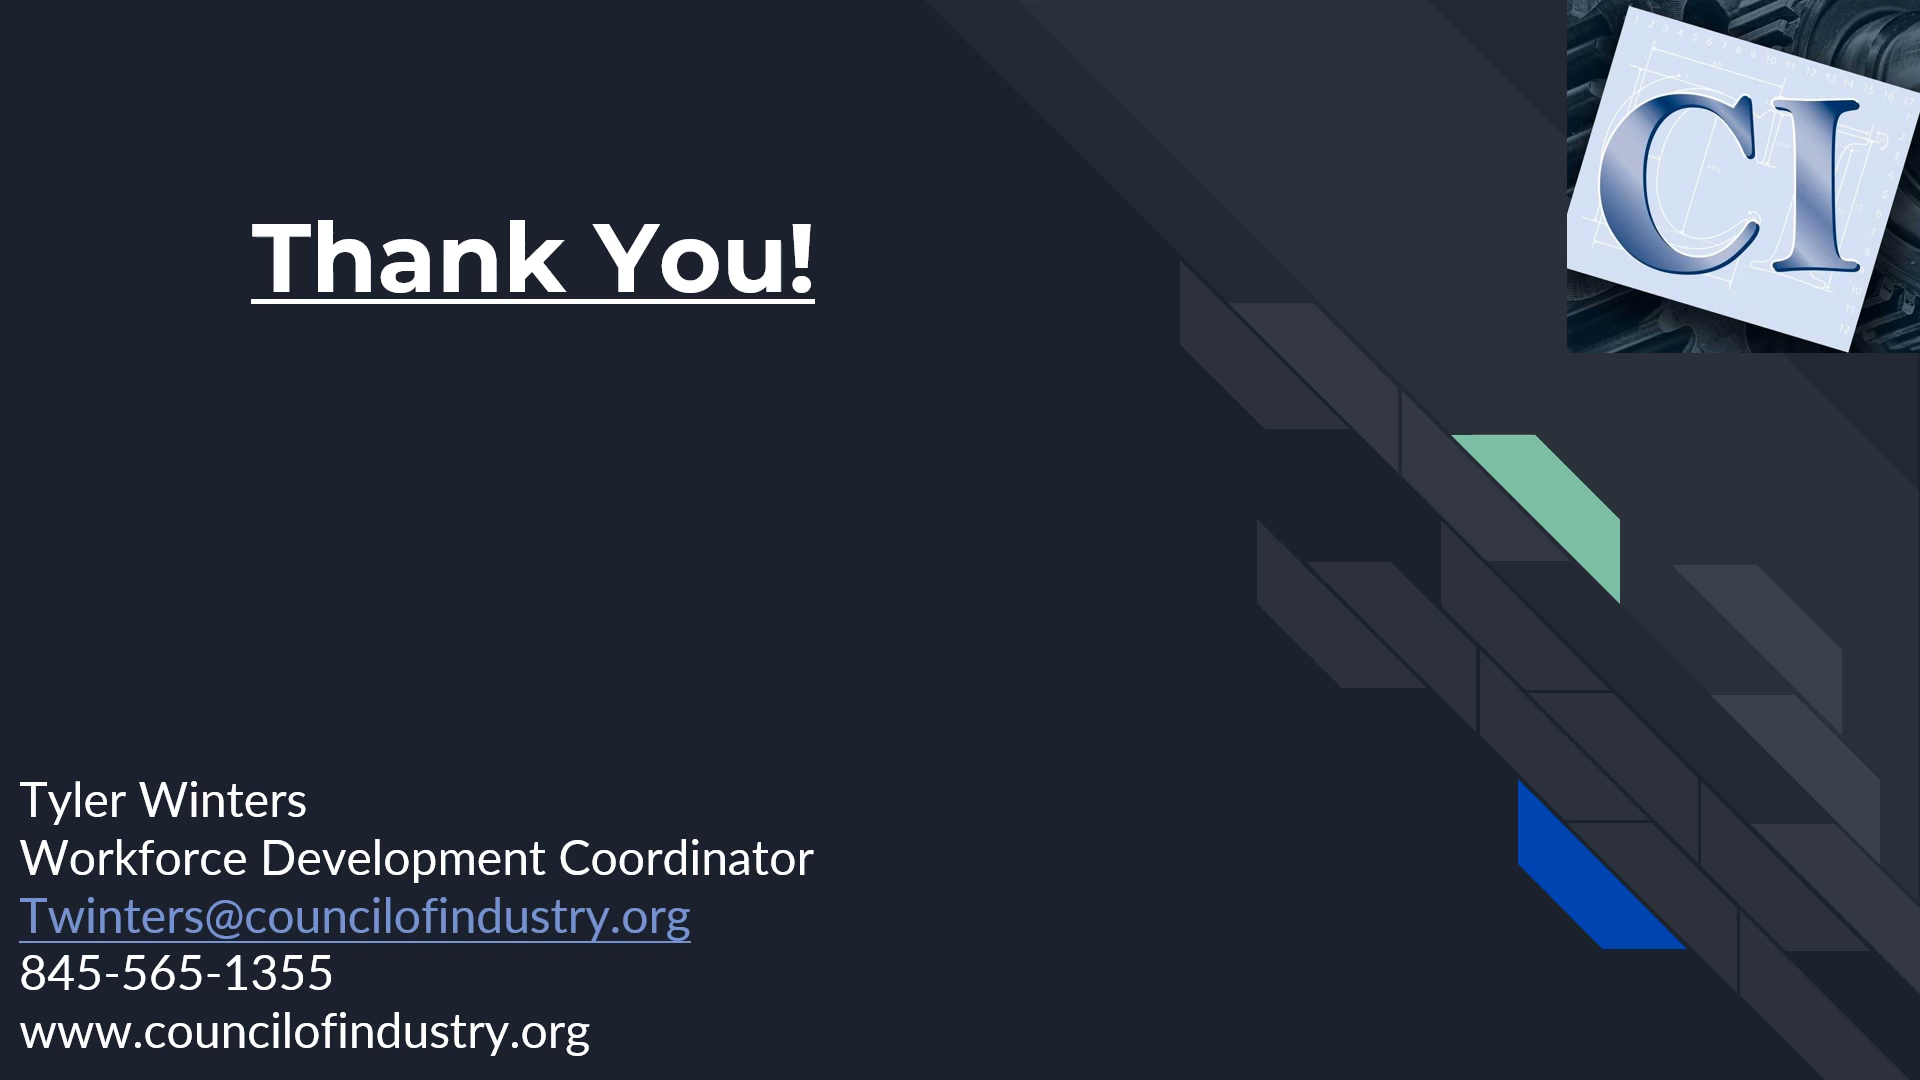 Thank You!
CI
Tyler Winters
Workforce Development Coordinator
Twinters@councilofindustry.org
845-565-1355
www.councilofindustry.org